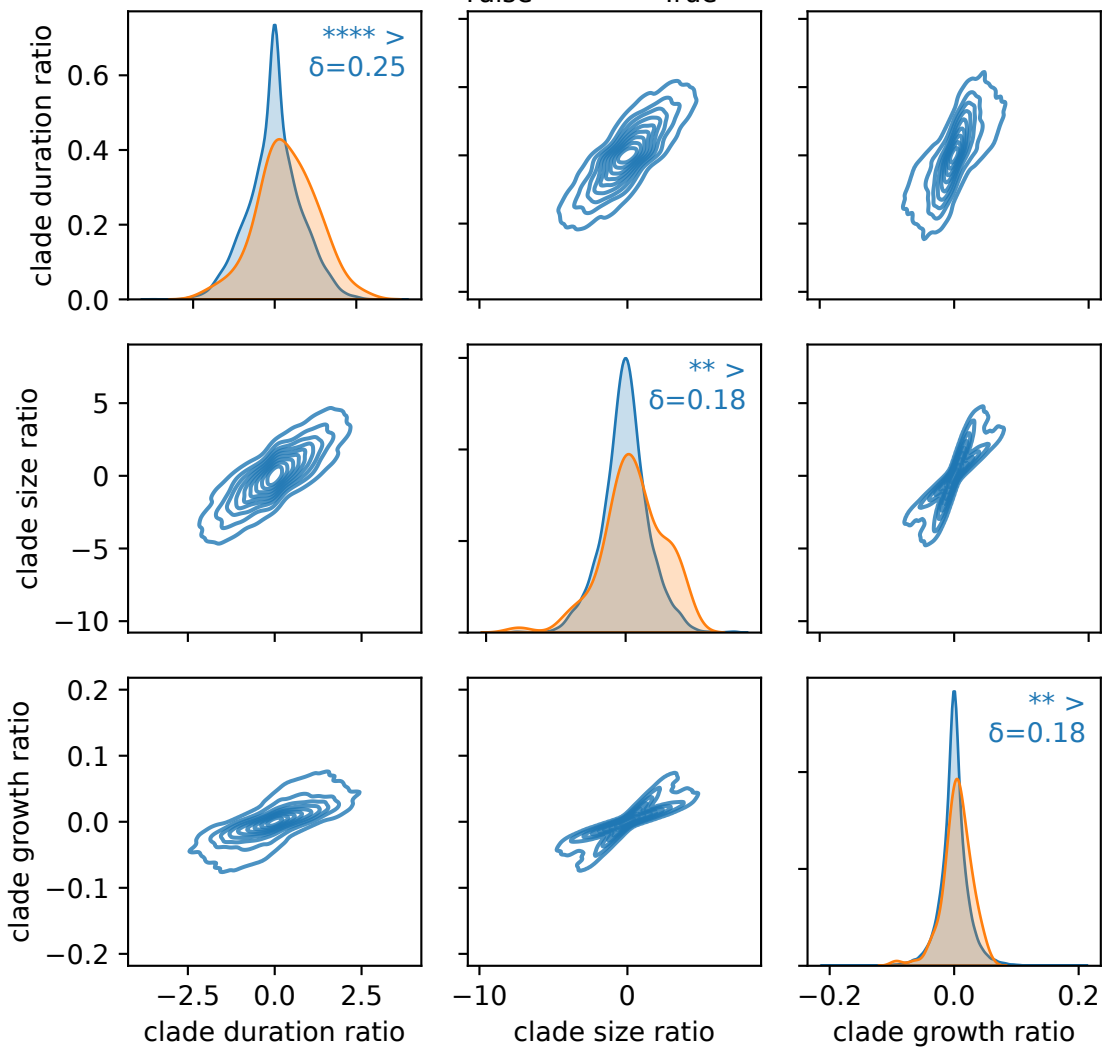 clade duration ratio
0.6
0.4
0.2
0.0
**** >
δ=0.25
clade size ratio
5
0
−5
−10
** >
δ=0.18
clade growth ratio
0.2
0.1
0.0
−0.1
−0.2
** >
δ=0.18
−2.5 0.0 2.5
−10 0
−0.2 0.0 0.2
clade duration ratio
clade size ratio
clade growth ratio